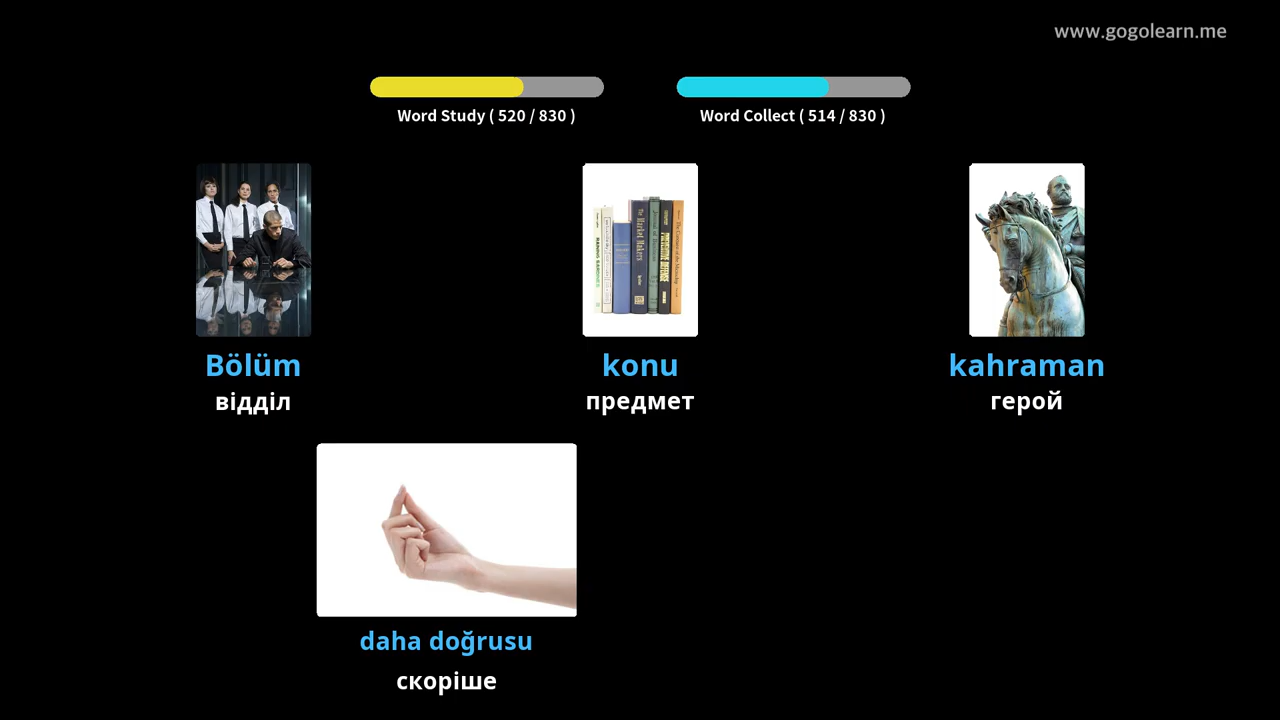 www.gogolearn.me
Word Study ( 520 / 830 )
Word Collect ( 514 / 830 )
Bölüm
відділ
konu
предмет
kahraman
герой
daha doğrusu
скоріше